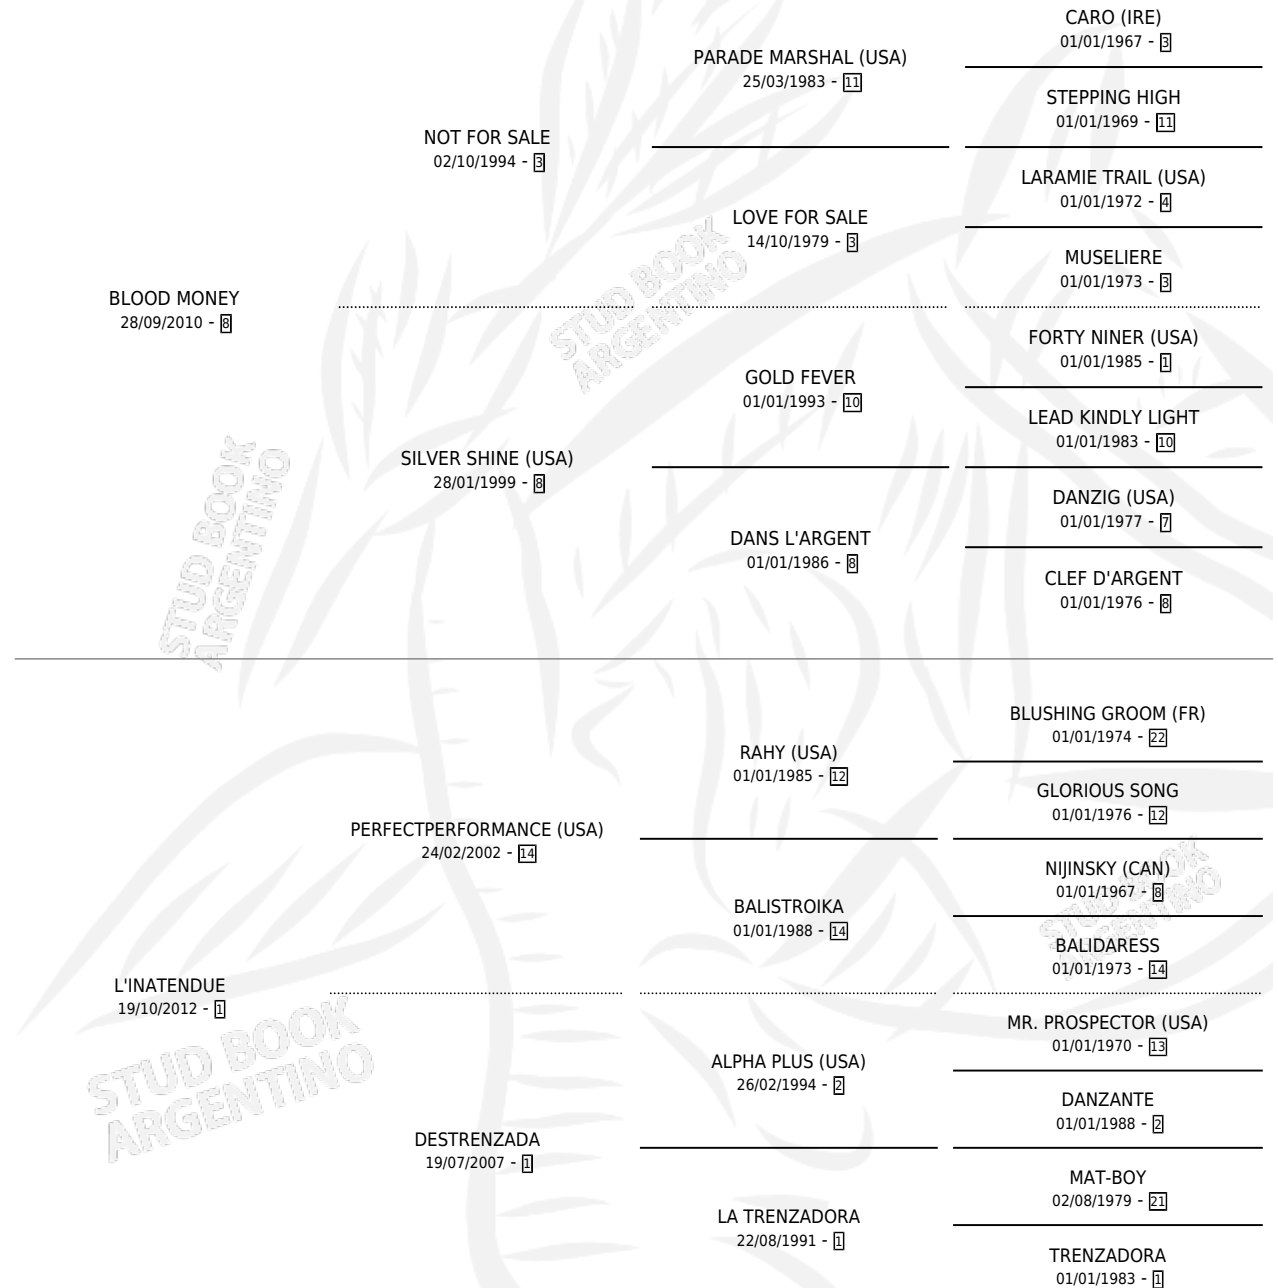 CARO (IRE)
01/01/1967 - 3
PARADE MARSHAL (USA)
25/03/1983 - 11
STEPPING HIGH
01/01/1969 - 11
NOT FOR SALE
02/10/1994 - 3
LARAMIE TRAIL (USA)
01/01/1972 - 4
LOVE FOR SALE
14/10/1979 - 3
MUSELIERE
01/01/1973 - 3
BLOOD MONEY
28/09/2010 - 8
FORTY NINER (USA)
01/01/1985 - 1
GOLD FEVER
01/01/1993 - 10
LEAD KINDLY LIGHT
01/01/1983 - 10
SILVER SHINE (USA)
28/01/1999 - 8
DANZIG (USA)
01/01/1977 - 7
DANS L'ARGENT
01/01/1986 - 8
CLEF D'ARGENT
01/01/1976 - 8
BLUSHING GROOM (FR)
01/01/1974 - 22
RAHY (USA)
01/01/1985 - 12
GLORIOUS SONG
01/01/1976 - 12
PERFECTPERFORMANCE (USA)
24/02/2002 - 14
NIJINSKY (CAN)
01/01/1967 - 8
BALISTROIKA
01/01/1988 - 14
BALIDARESS
01/01/1973 - 14
L'INATENDUE
19/10/2012 - 1
MR. PROSPECTOR (USA)
01/01/1970 - 13
ALPHA PLUS (USA)
26/02/1994 - 2
DANZANTE
01/01/1988 - 2
DESTRENZADA
19/07/2007 - 1
MAT-BOY
02/08/1979 - 21
LA TRENZADORA
22/08/1991 - 1
TRENZADORA
01/01/1983 - 1
STUD BOOK
ARGENTINO
STUD BOOK
ARGENTINO
STUD BOOK
ARGENTINO
STUD BOOK
ARGENTINO